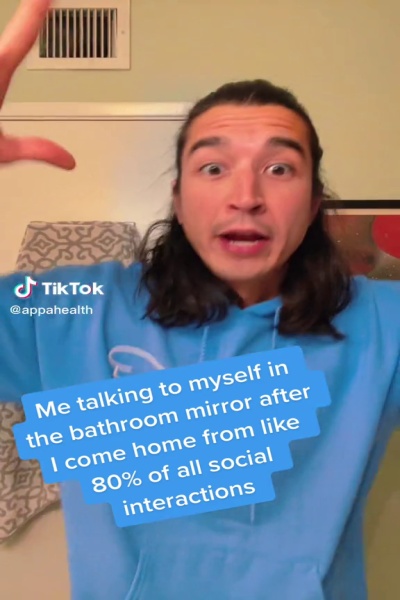 TikTok
@appahealth
Me talking to myself in
the bathroom mirror after
I come home from like
80% of all social
interactions